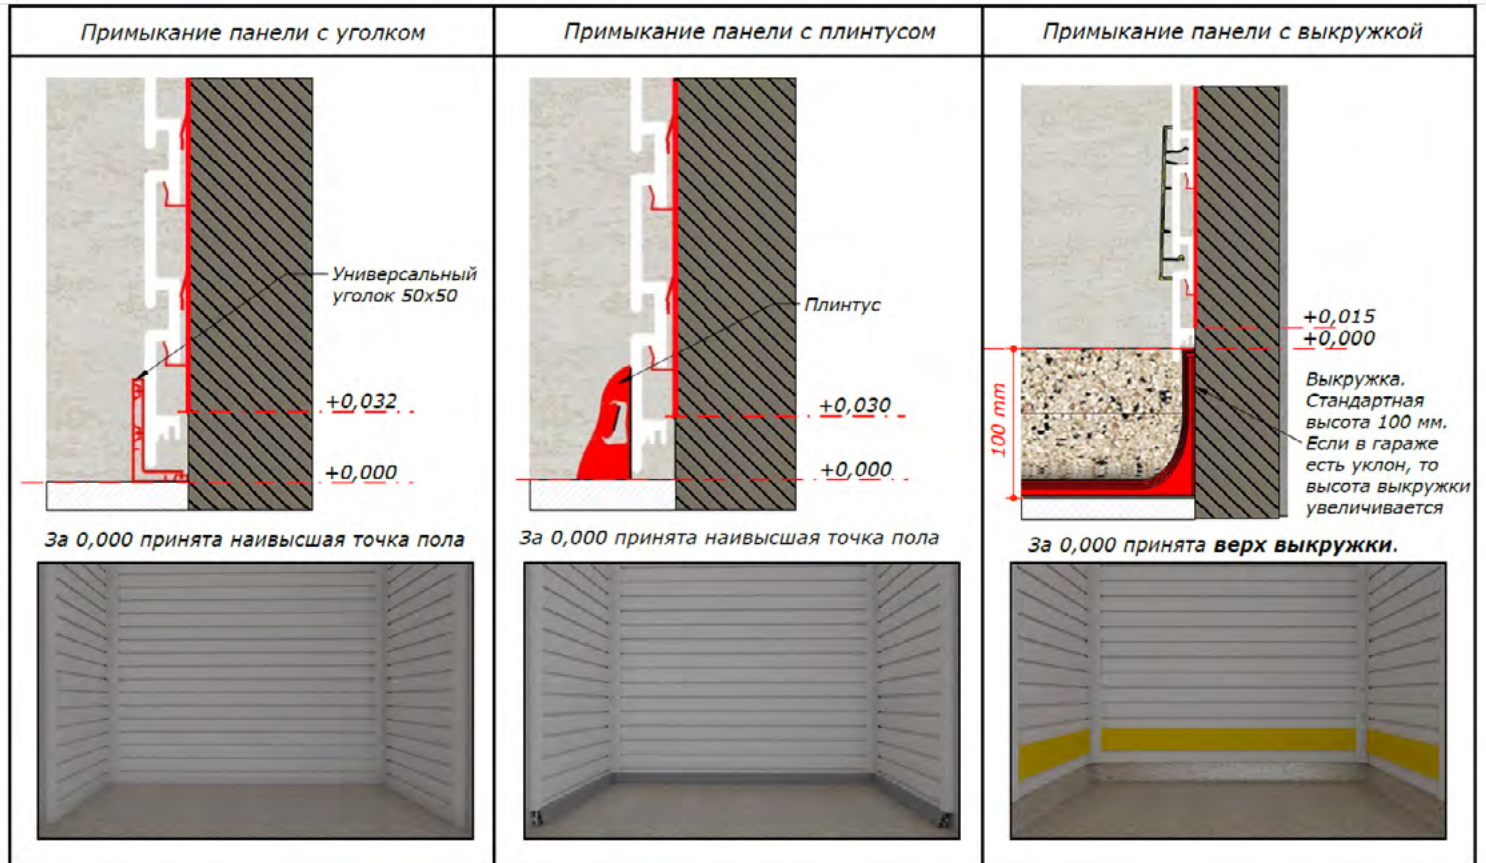 Примыкание панели с уголком
Примыкание панели с плинтусом
Примыкание панели с выкружкой
Универсальный
уголок 50х50
+0,032
+0,000
За 0,000 принята наивысшая точка пола
Плинтус
+0,030
+0,000
За 0,000 принята наивысшая точка пола
+0,015
+0,000
100 mm
Выкружка.
Стандартная
высота 100 мм.
Если в гараже
есть уклон, то
высота выкружки
увеличивается
За 0,000 принята верх выкружки.